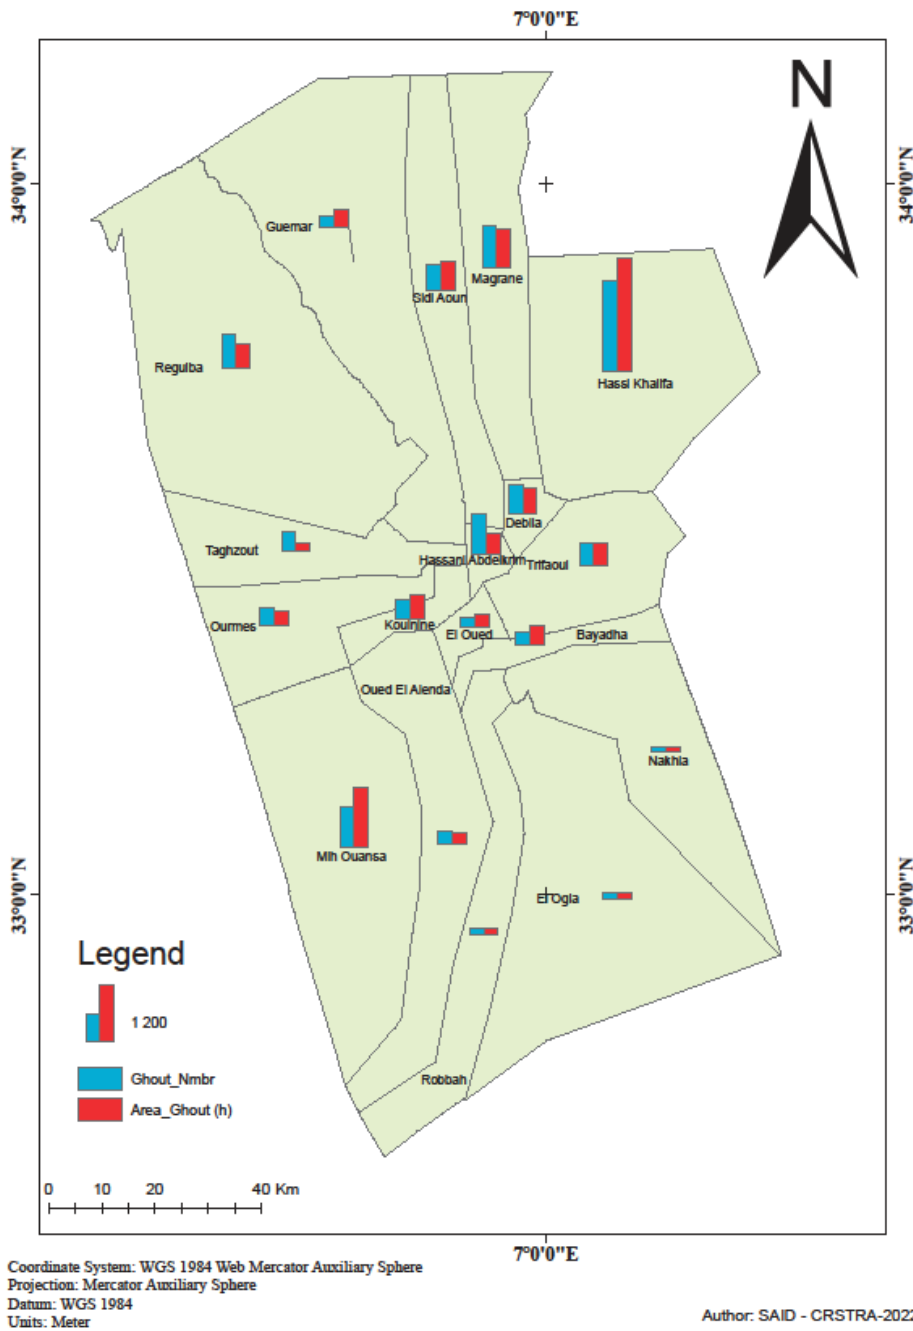 7°0'0"E
N
34°0'0"N
34°0'0"N
Guemar
Magrane
Sidi Aoun
Reguiba
Hassi Khalifa
Debila
Taghzout
Hassani Abdelkrim
Trifaoui
Ourmes
Kouinine
El Oued
Bayadha
Oued El Alenda
Nakhla
Mih Ouansa
33°0'0"N
33°0'0"N
El Ogla
Legend
1 200
Ghout_Nmbr
Area_Ghout (h)
Robbah
0 10 20 40 Km
7°0'0"E
Coordinate System: WGS 1984 Web Mercator Auxiliary Sphere
Projection: Mercator Auxiliary Sphere
Datum: WGS 1984
Units: Meter
Author: SAID - CRSTRA-2022